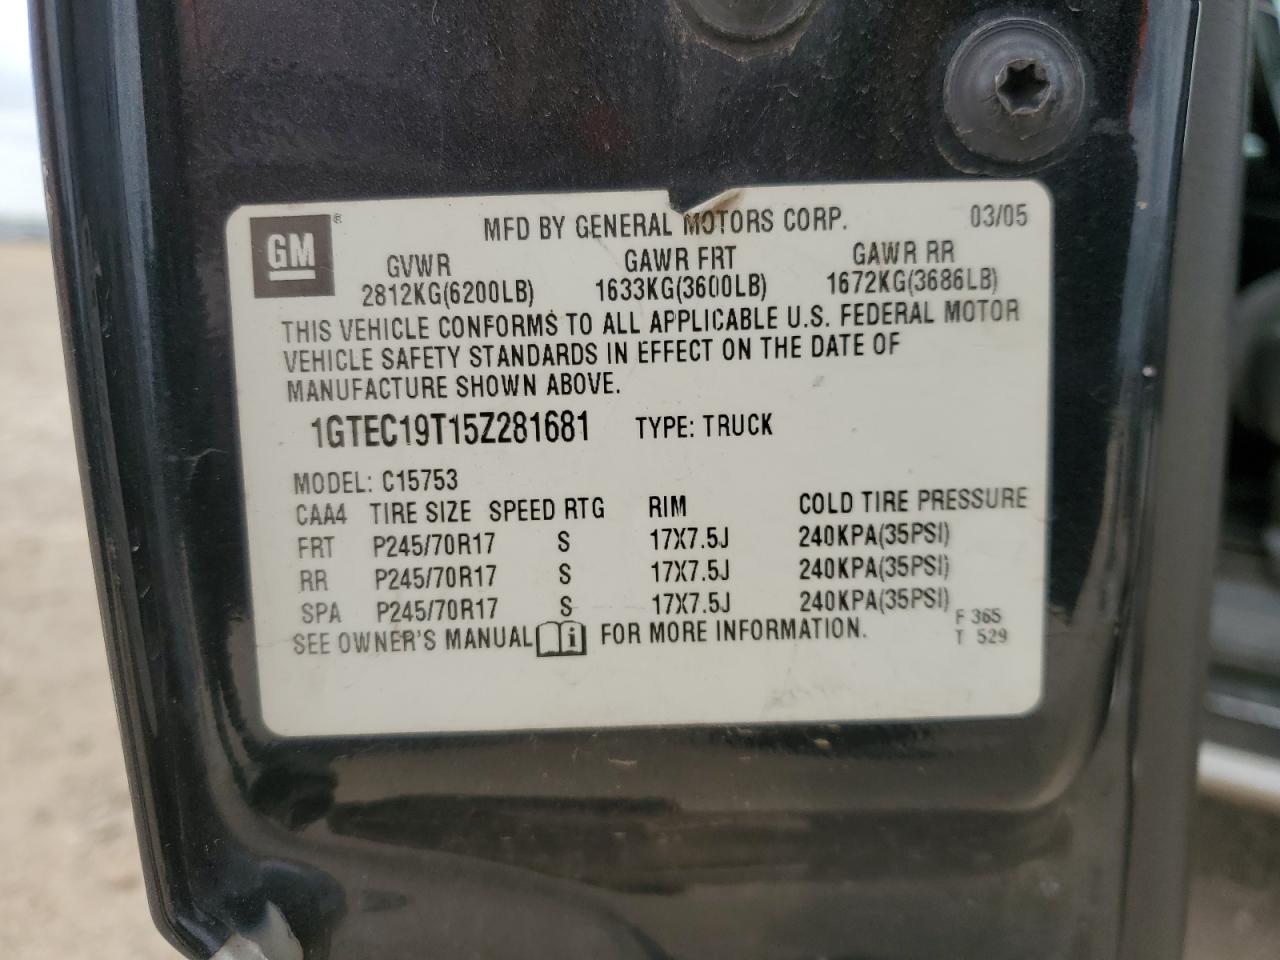 GM ®
MFD BY GENERAL MOTORS CORP. 03/05
GVWR GAWR FRT GAWR RR
2812KG(6200LB) 1633KG(3600LB) 1672KG(3686LB)
THIS VEHICLE CONFORMS TO ALL APPLICABLE U.S. FEDERAL MOTOR
VEHICLE SAFETY STANDARDS IN EFFECT ON THE DATE OF
MANUFACTURE SHOWN ABOVE.
1GTEC19T15Z281681 TYPE: TRUCK
MODEL: C15753
CAA4 TIRE SIZE SPEED RTG RIM COLD TIRE PRESSURE
FRT P245/70R17 S 17X7.5J 240KPA(35PSI)
RR P245/70R17 S 17X7.5J 240KPA(35PSI)
SPA P245/70R17 S 17X7.5J 240KPA(35PSI)
SEE OWNER'S MANUAL i FOR MORE INFORMATION.
F 365
T 529